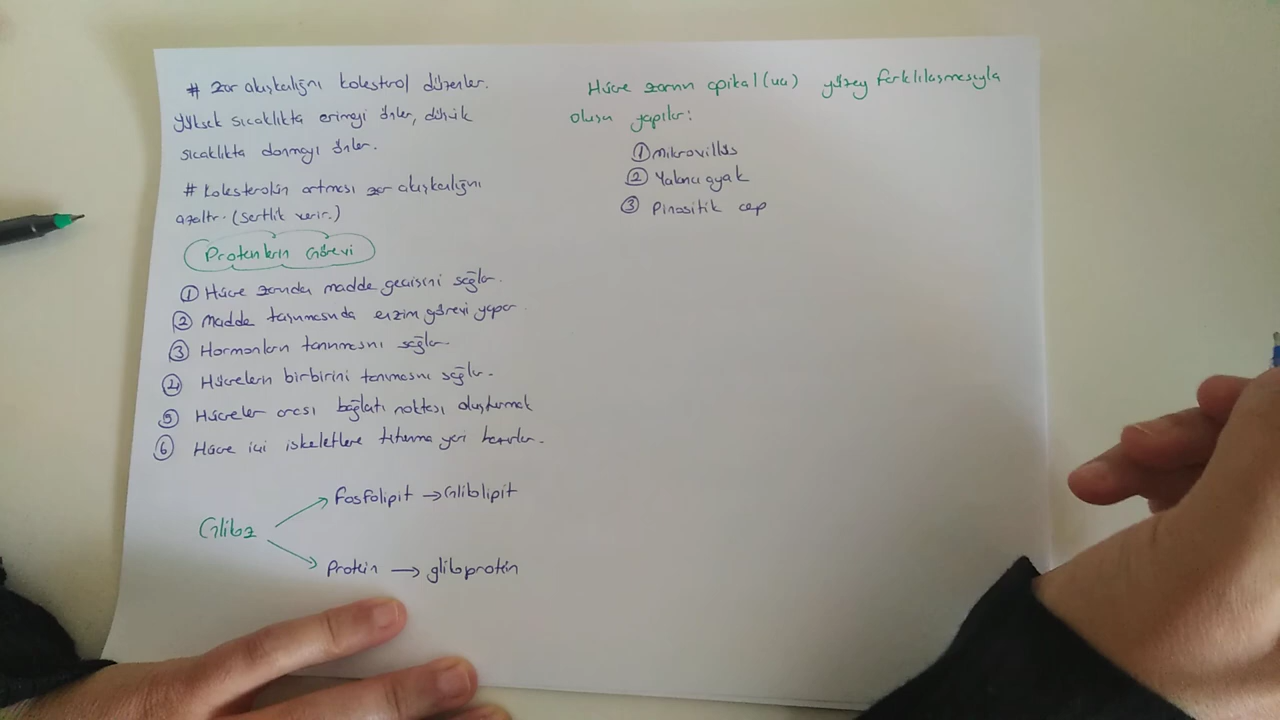 # Zar akışkanlığını kolestrol düzenler.
Yüksek sıcaklıkta erimeyi önler, düşük
sıcaklıkta donmayı önler.
# Kolesterolün artması zar akışkanlığını
azaltır. (Sertlik verir.)
Proteinlerin Görevi
① Hücre zarında madde geçişini sağlar.
② Madde taşınmasında enzim görevi yapar
③ Hormonların tanınmasını sağlar.
④ Hücrelerin birbirini tanımasını sağlar.
⑤ Hücreler arası bağlantı noktası oluşturmak
⑥ Hücre içi iskeletlere tutunma yeri hazırlar.
Glikoz
Fosfolipit → Glikolipit
Protein → glikoprotein
Hücre zarının apikal (uç) yüzey farklılaşmasıyla
oluşan yapılar:
① Mikrovillüs
② Yalancı ayak
③ Pinositik cep